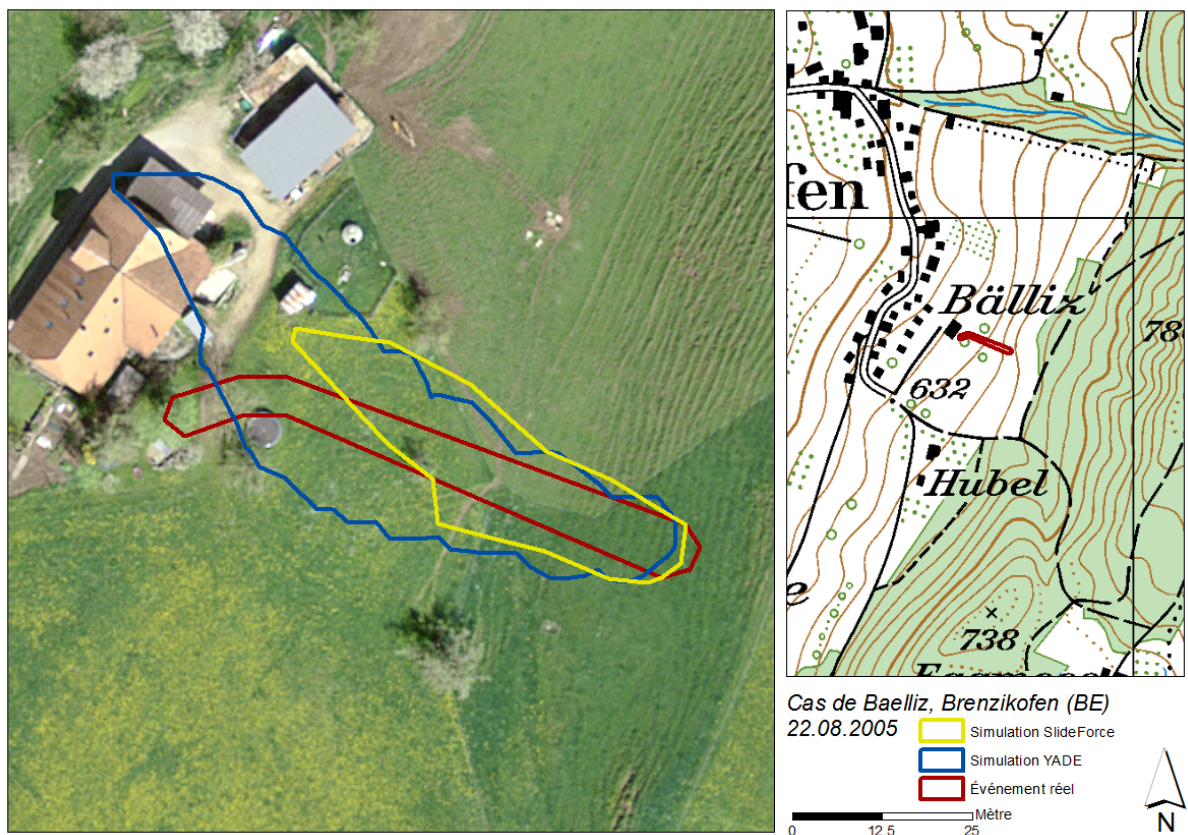 fen
Bällix
78
632
Hubel
738
Cas de Baelliz, Brenzikofen (BE)
22.08.2005
Simulation SlideForce
Simulation YADE
Événement réel
Mètre
0 12.5 25
N